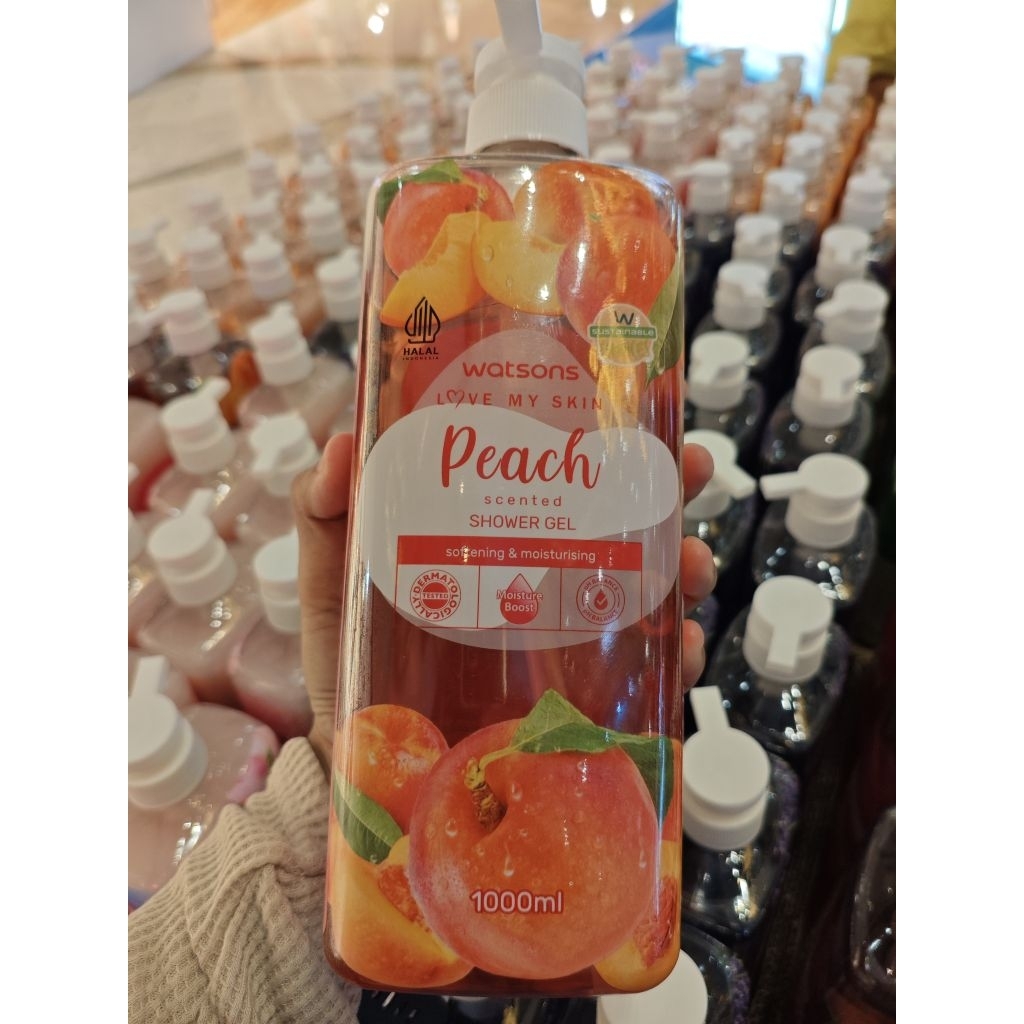 HALAL
INDONESIA
W
sustainable
watsons
LOVE MY SKIN
Peach
scented
SHOWER GEL
softening & moisturising
DERMATOLOGICALLY
TESTED
Moisture
Boost
1000ml